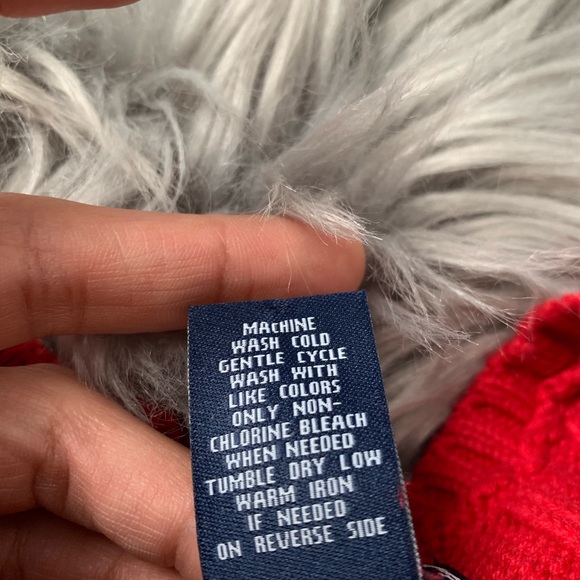 MACHINE
WASH COLD
GENTLE CYCLE
WASH WITH
LIKE COLORS
ONLY NON-
CHLORINE BLEACH
WHEN NEEDED
TUMBLE DRY LOW
WARM IRON
IF NEEDED
ON REVERSE SIDE